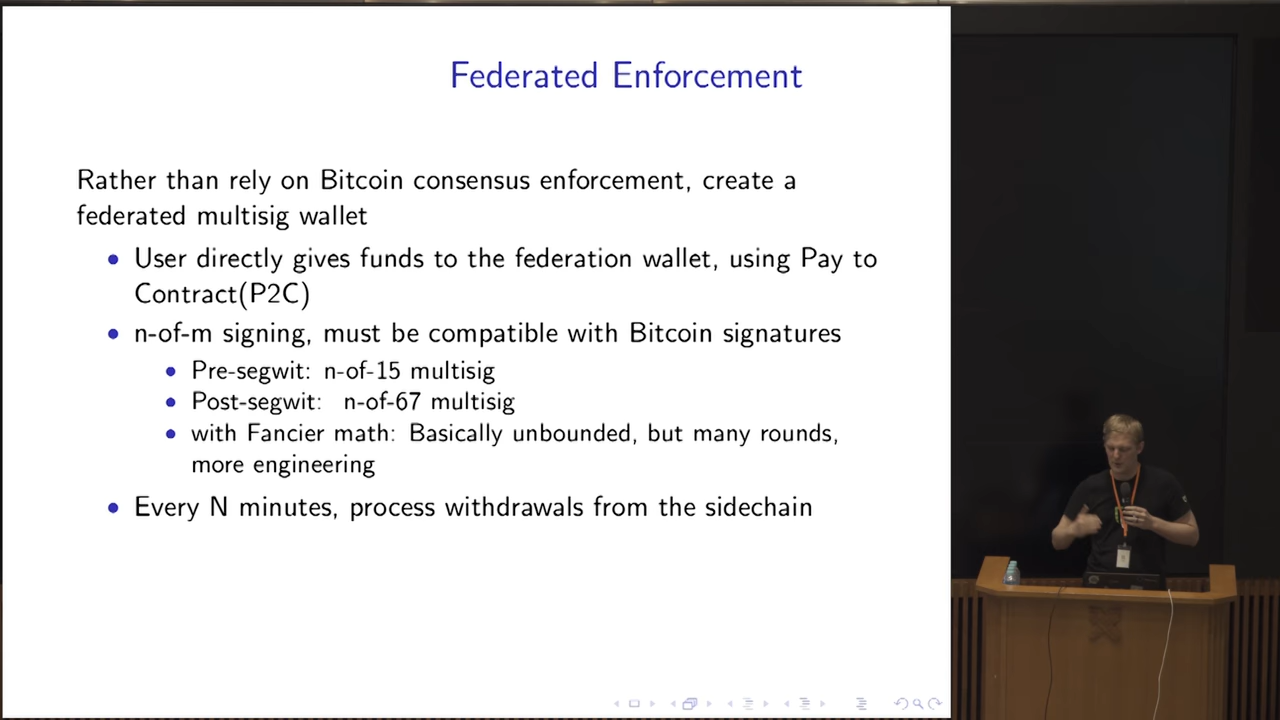 Federated Enforcement
Rather than rely on Bitcoin consensus enforcement, create a
federated multisig wallet
• User directly gives funds to the federation wallet, using Pay to
Contract(P2C)
• n-of-m signing, must be compatible with Bitcoin signatures
• Pre-segwit: n-of-15 multisig
• Post-segwit: n-of-67 multisig
• with Fancier math: Basically unbounded, but many rounds,
more engineering
• Every N minutes, process withdrawals from the sidechain